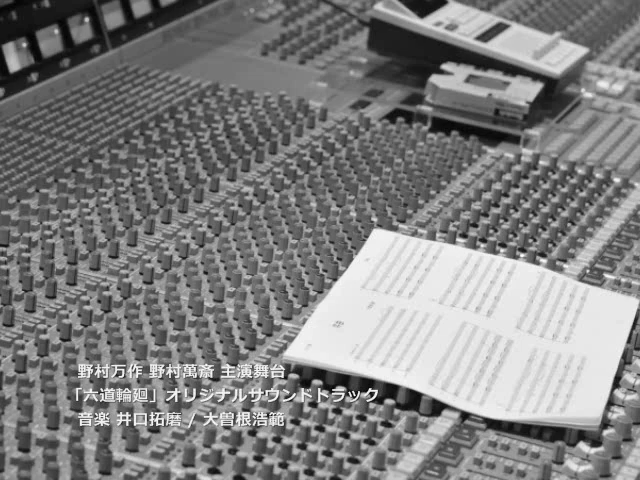 野村万作 野村萬斎 主演舞台
「六道輪廻」オリジナルサウンドトラック
音楽 井口拓磨 / 大曽根浩範